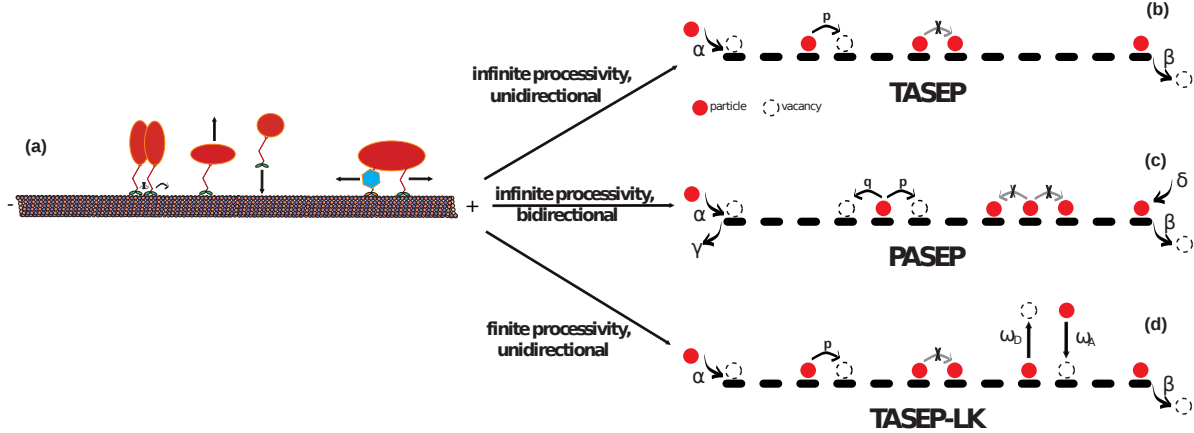 (a)
-
+
infinite processivity,
unidirectional
infinite processivity,
bidirectional
finite processivity,
unidirectional
(b)
p
α
β
TASEP
particle
vacancy
(c)
q p
δ
α
β
γ
PASEP
(d)
p
ωD
ωA
α
β
TASEP-LK